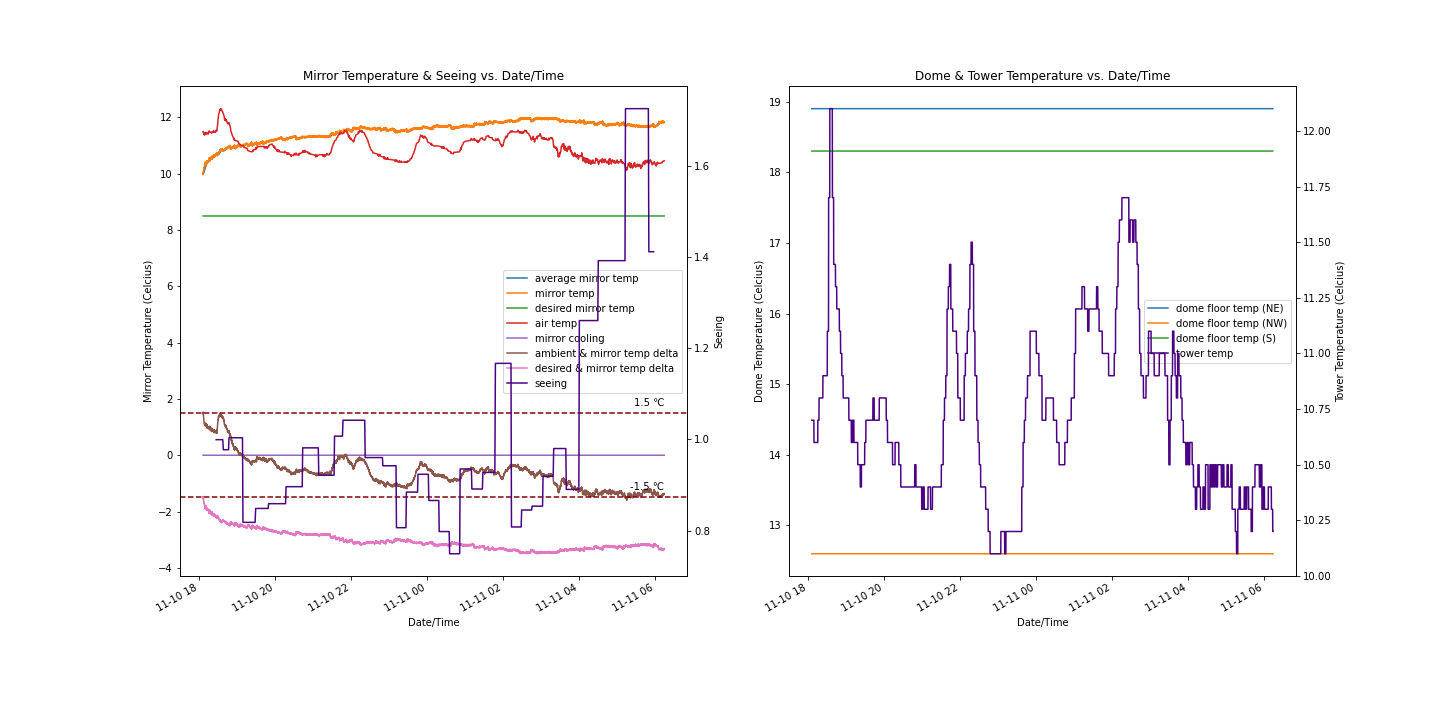 Mirror Temperature & Seeing vs. Date/Time
Mirror Temperature (Celcius)
12
10
8
6
4
2
0
−2
−4
1.6
1.4
1.2
1.0
0.8
Seeing
average mirror temp
mirror temp
desired mirror temp
air temp
mirror cooling
ambient & mirror temp delta
desired & mirror temp delta
seeing
1.5 °C
-1.5 °C
11-10 18
11-10 20
11-10 22
11-11 00
11-11 02
11-11 04
11-11 06
Date/Time
Dome & Tower Temperature vs. Date/Time
Dome Temperature (Celcius)
19
18
17
16
15
14
13
12.00
11.75
11.50
11.25
11.00
10.75
10.50
10.25
10.00
Tower Temperature (Celcius)
dome floor temp (NE)
dome floor temp (NW)
dome floor temp (S)
tower temp
11-10 18
11-10 20
11-10 22
11-11 00
11-11 02
11-11 04
11-11 06
Date/Time